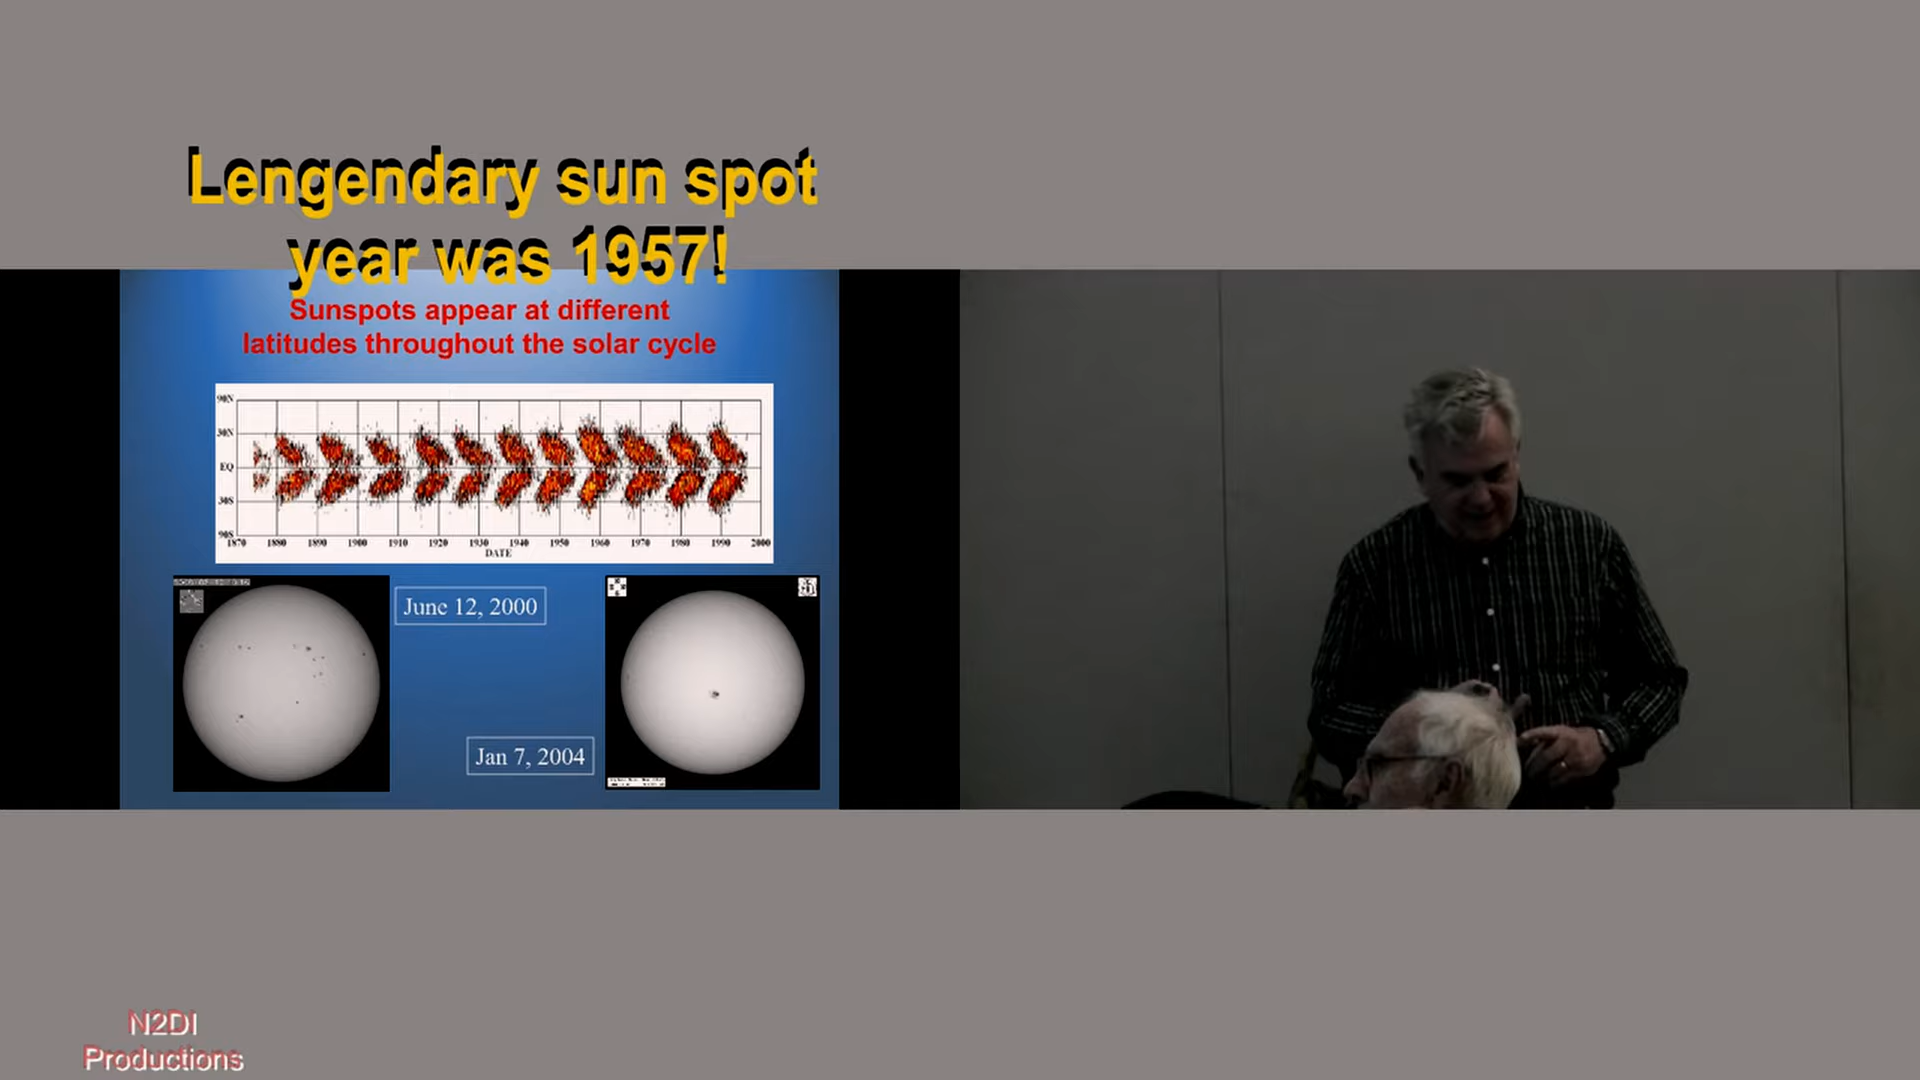 Lengendary sun spot
year was 1957!
Sunspots appear at different
latitudes throughout the solar cycle
90N
30N
EQ
30S
90S
1870 1880 1890 1900 1910 1920 1930 1940 1950 1960 1970 1980 1990 2000
DATE
June 12, 2000
Jan 7, 2004
N2DI
Productions